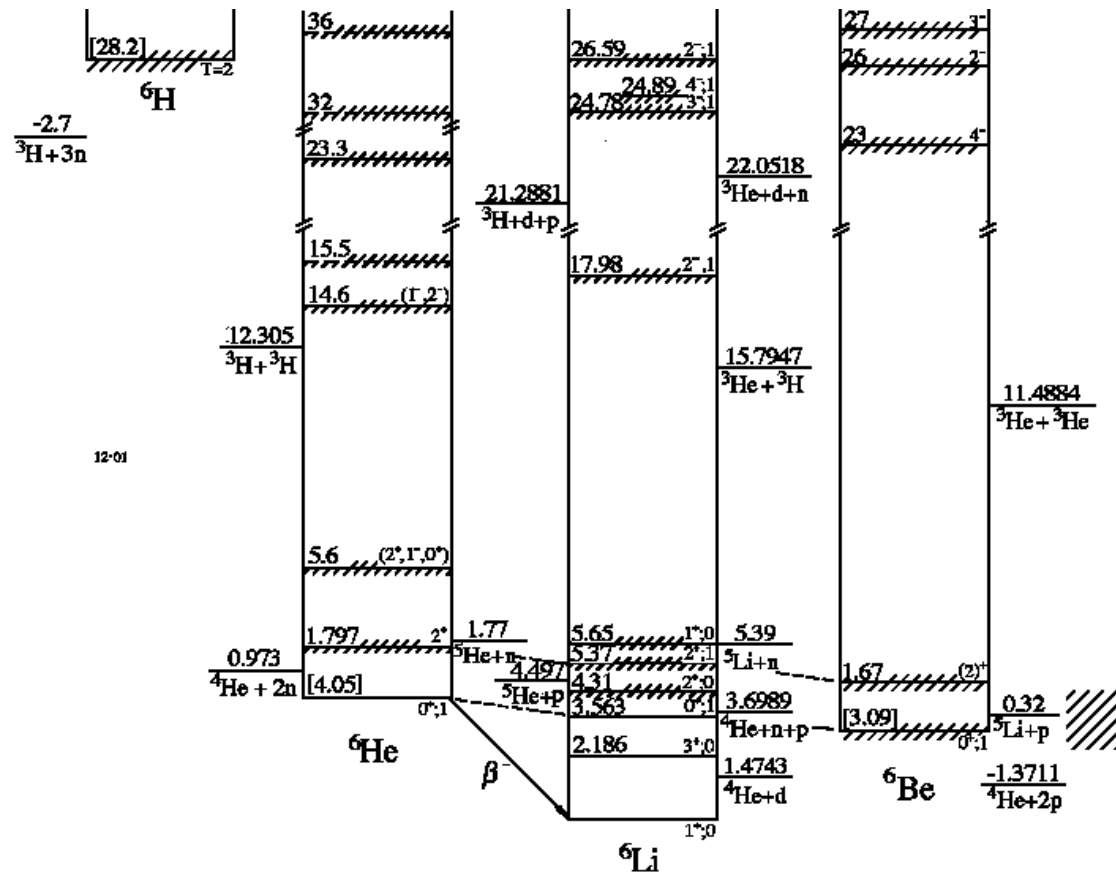 [28.2]
T=2
⁶H
-2.7
³H+3n
12-01
36
32
23.3
15.5
14.6 (1⁻,2⁻)
12.305
³H+³H
5.6 (2⁺,1⁻,0⁺)
1.797 2⁺
1.77
⁵He+n
0.973
⁴He+2n
[4.05]
0⁺;1
⁶He
β⁻
26.59 2⁻;1
24.89 4⁻;1
24.78 3⁻;1
21.2881
³H+d+p
22.0518
³He+d+n
17.98 2⁻;1
15.7947
³He+³H
5.65 1⁺;0
5.39
⁵Li+n
5.37 2⁺;1
4.497
⁵He+p
4.31 2⁺;0
3.563 0⁺;1
3.6989
⁴He+n+p
2.186 3⁺;0
1.4743
⁴He+d
1⁺;0
⁶Li
27 3⁻
26 2⁻
23 4⁻
11.4884
³He+³He
1.67 (2)⁺
[3.09]
0⁺;1
0.32
⁵Li+p
⁶Be
-1.3711
⁴He+2p